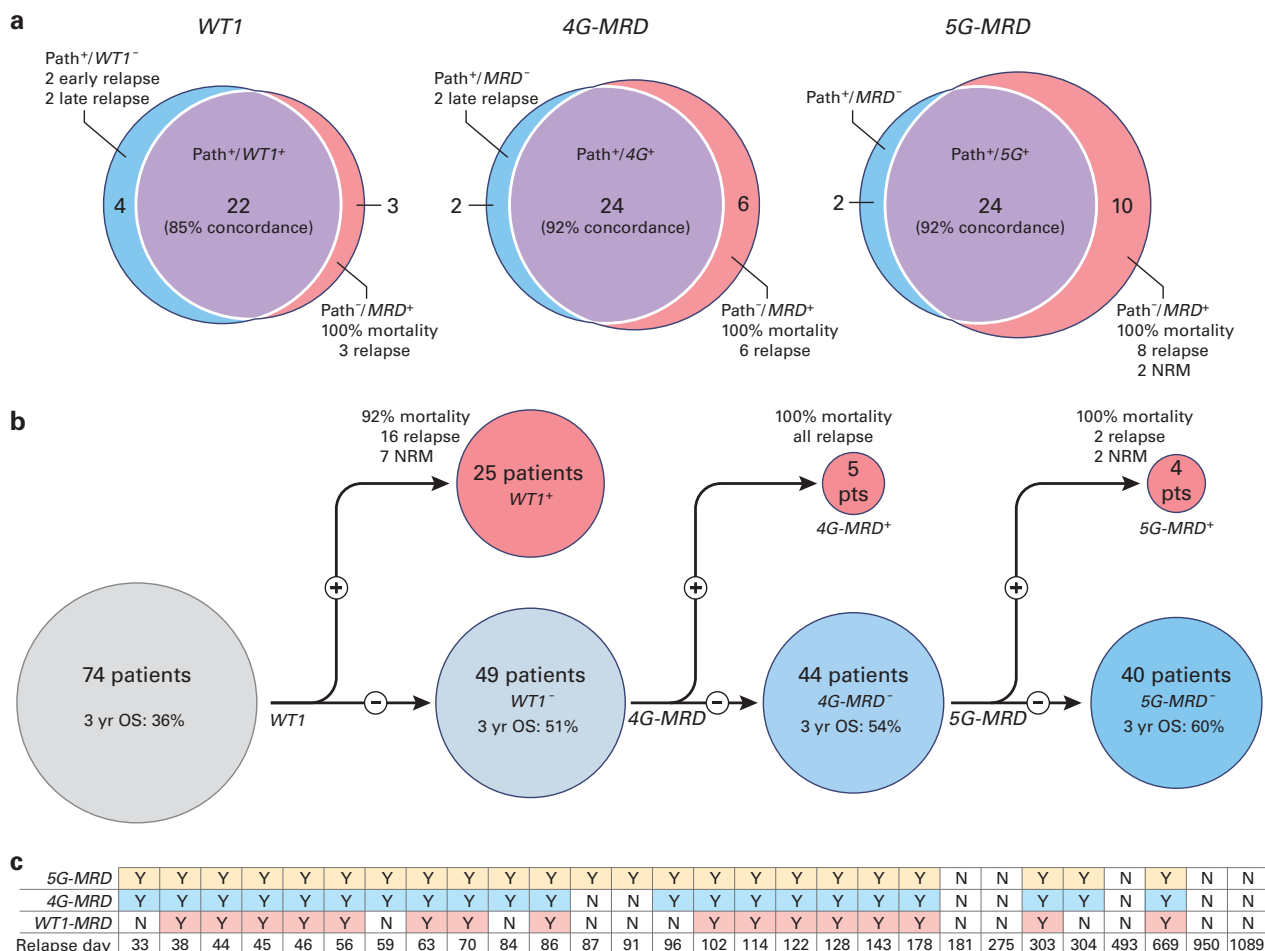 a
WT1
4G-MRD
5G-MRD
Path⁺/WT1⁻
2 early relapse
2 late relapse
Path⁺/WT1⁺
4
22
(85% concordance)
3
Path⁻/MRD⁺
100% mortality
3 relapse
Path⁺/MRD⁻
2 late relapse
Path⁺/4G⁺
2
24
(92% concordance)
6
Path⁻/MRD⁺
100% mortality
6 relapse
Path⁺/MRD⁻
Path⁺/5G⁺
2
24
(92% concordance)
10
Path⁻/MRD⁺
100% mortality
8 relapse
2 NRM
b
92% mortality
16 relapse
7 NRM
25 patients
WT1⁺
100% mortality
all relapse
5
pts
4G-MRD⁺
100% mortality
2 relapse
2 NRM
4
pts
5G-MRD⁺
+
+
+
74 patients
3 yr OS: 36%
WT1
−
49 patients
WT1⁻
3 yr OS: 51%
4G-MRD
−
44 patients
4G-MRD⁻
3 yr OS: 54%
5G-MRD
−
40 patients
5G-MRD⁻
3 yr OS: 60%
c
5G-MRD Y Y Y Y Y Y Y Y Y Y Y Y Y Y Y Y Y Y Y Y N N Y Y N Y N N
4G-MRD Y Y Y Y Y Y Y Y Y Y Y N N Y Y Y Y Y Y Y N N Y Y N Y N N
WT1-MRD N Y Y Y Y Y N Y Y N Y N N N Y Y Y Y Y Y N N Y N N Y N N
Relapse day 33 38 44 45 46 56 59 63 70 84 86 87 91 96 102 114 122 128 143 178 181 275 303 304 493 669 950 1089